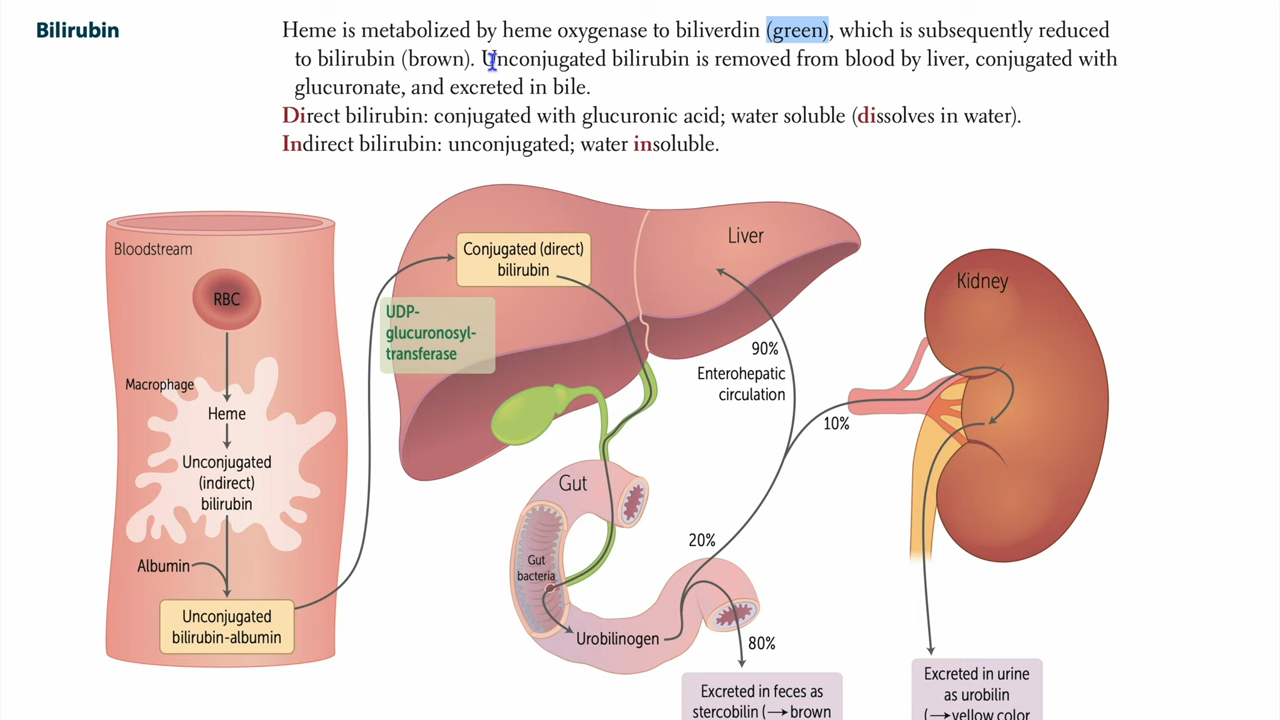 Bilirubin
Heme is metabolized by heme oxygenase to biliverdin (green), which is subsequently reduced
to bilirubin (brown). Unconjugated bilirubin is removed from blood by liver, conjugated with
glucuronate, and excreted in bile.
Direct bilirubin: conjugated with glucuronic acid; water soluble (dissolves in water).
Indirect bilirubin: unconjugated; water insoluble.
Bloodstream
RBC
Macrophage
Heme
Unconjugated
(indirect)
bilirubin
Albumin
Unconjugated
bilirubin-albumin
UDP-
glucuronosyl-
transferase
Conjugated (direct)
bilirubin
Liver
90%
Enterohepatic
circulation
Kidney
10%
Gut
Gut
bacteria
Urobilinogen
20%
80%
Excreted in feces as
stercobilin (→brown
Excreted in urine
as urobilin
(→yellow color